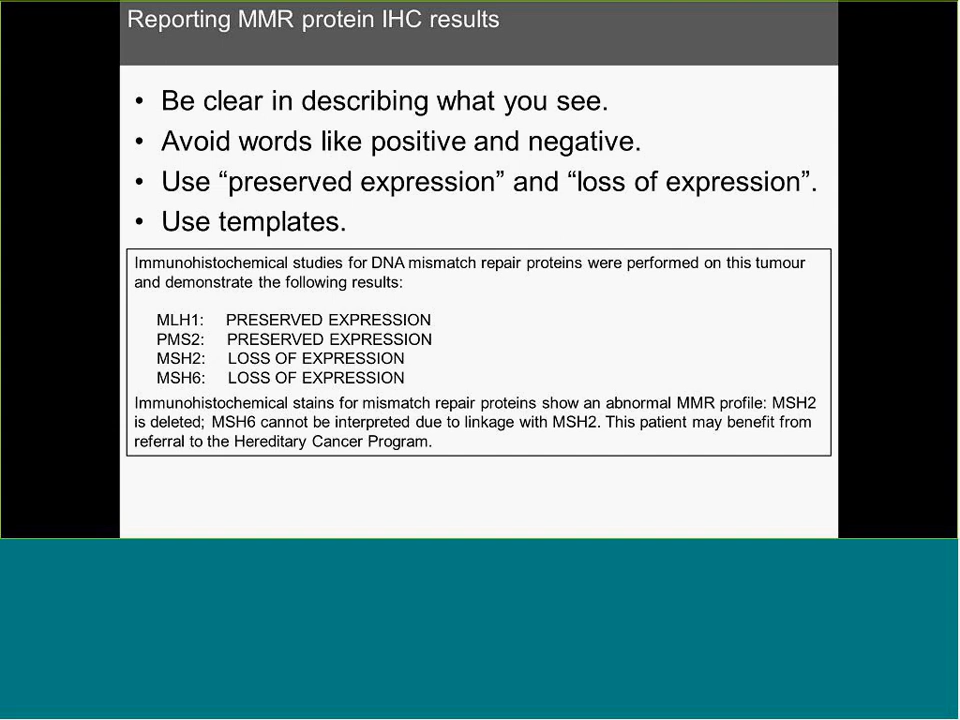 Reporting MMR protein IHC results
• Be clear in describing what you see.
• Avoid words like positive and negative.
• Use “preserved expression” and “loss of expression”.
• Use templates.
Immunohistochemical studies for DNA mismatch repair proteins were performed on this tumour
and demonstrate the following results:
MLH1: PRESERVED EXPRESSION
PMS2: PRESERVED EXPRESSION
MSH2: LOSS OF EXPRESSION
MSH6: LOSS OF EXPRESSION
Immunohistochemical stains for mismatch repair proteins show an abnormal MMR profile: MSH2
is deleted; MSH6 cannot be interpreted due to linkage with MSH2. This patient may benefit from
referral to the Hereditary Cancer Program.